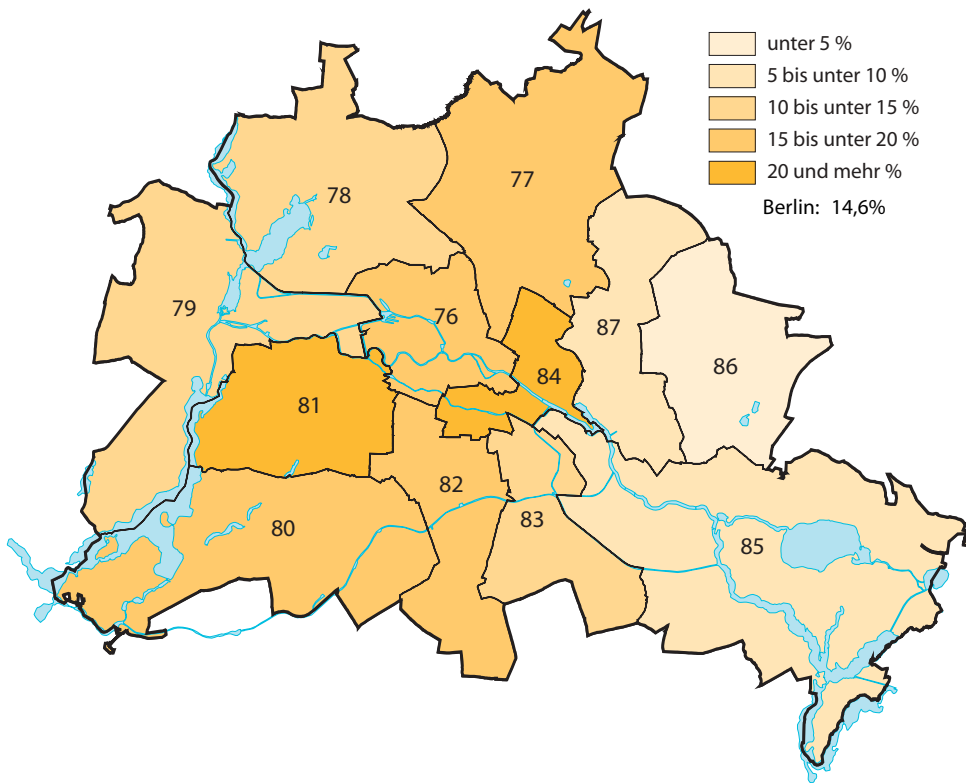 unter 5 %
5 bis unter 10 %
10 bis unter 15 %
15 bis unter 20 %
20 und mehr %
Berlin: 14,6%
77
78
79
76
87
86
84
81
82
83
80
85